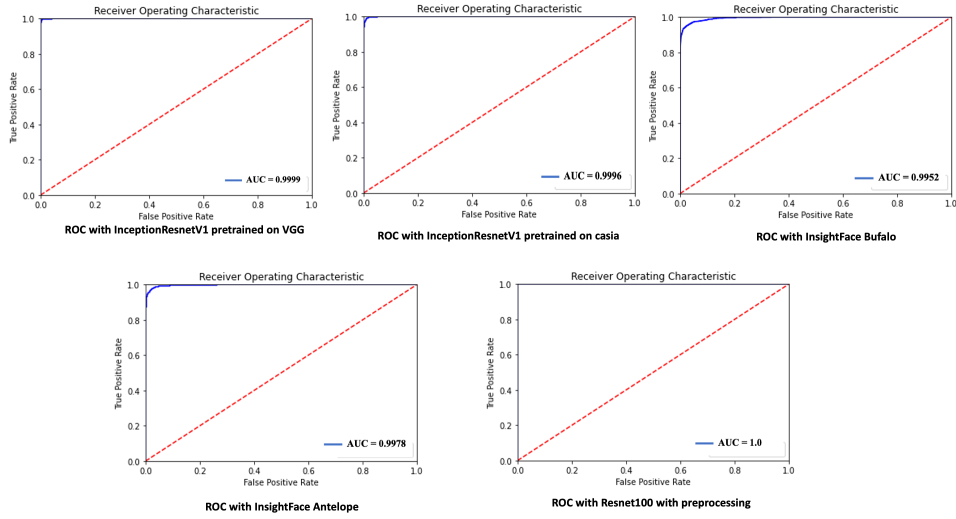 Receiver Operating Characteristic
1.0
0.8
0.6
0.4
0.2
0.0
True Positive Rate
AUC = 0.9999
0.0 0.2 0.4 0.6 0.8 1.0
False Positive Rate
ROC with InceptionResnetV1 pretrained on VGG
Receiver Operating Characteristic
1.0
0.8
0.6
0.4
0.2
0.0
True Positive Rate
AUC = 0.9996
0.0 0.2 0.4 0.6 0.8 1.0
False Positive Rate
ROC with InceptionResnetV1 pretrained on casia
Receiver Operating Characteristic
1.0
0.8
0.6
0.4
0.2
0.0
True Positive Rate
AUC = 0.9952
0.0 0.2 0.4 0.6 0.8 1.0
False Positive Rate
ROC with InsightFace Bufalo
Receiver Operating Characteristic
1.0
0.8
0.6
0.4
0.2
0.0
True Positive Rate
AUC = 0.9978
0.0 0.2 0.4 0.6 0.8 1.0
False Positive Rate
ROC with InsightFace Antelope
Receiver Operating Characteristic
1.0
0.8
0.6
0.4
0.2
0.0
True Positive Rate
AUC = 1.0
0.0 0.2 0.4 0.6 0.8 1.0
False Positive Rate
ROC with Resnet100 with preprocessing